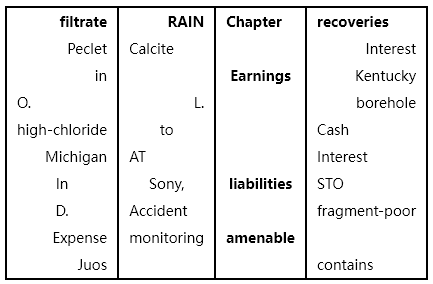 filtrate RAIN Chapter recoveries
Peclet Calcite Interest
in Earnings Kentucky
O. L. borehole
high-chloride to Cash
Michigan AT Interest
In Sony, liabilities STO
D. Accident fragment-poor
Expense monitoring amenable
Juos contains